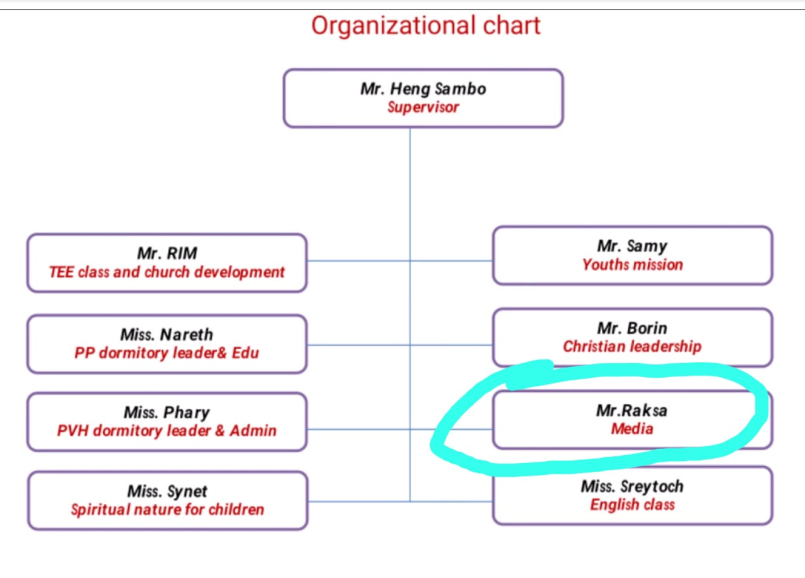 Organizational chart
Mr. Heng Sambo
Supervisor
Mr. RIM
TEE class and church development
Mr. Samy
Youths mission
Miss. Nareth
PP dormitory leader& Edu
Mr. Borin
Christian leadership
Miss. Phary
PVH dormitory leader & Admin
Mr.Raksa
Media
Miss. Synet
Spiritual nature for children
Miss. Sreytoch
English class